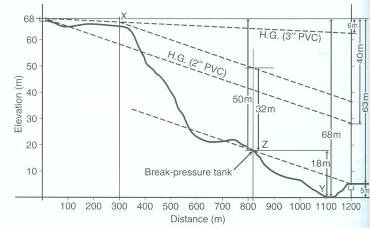 68
X
6m
H.G. (3" PVC)
60
H.G. (2" PVC)
50
40m
Elevation (m)
50m
32m
63m
40
68m
30
20
Z
18m
10
Break-pressure tank
Y
5m
100 200 300 400 500 600 700 800 900 1000 1100 1200
Distance (m)